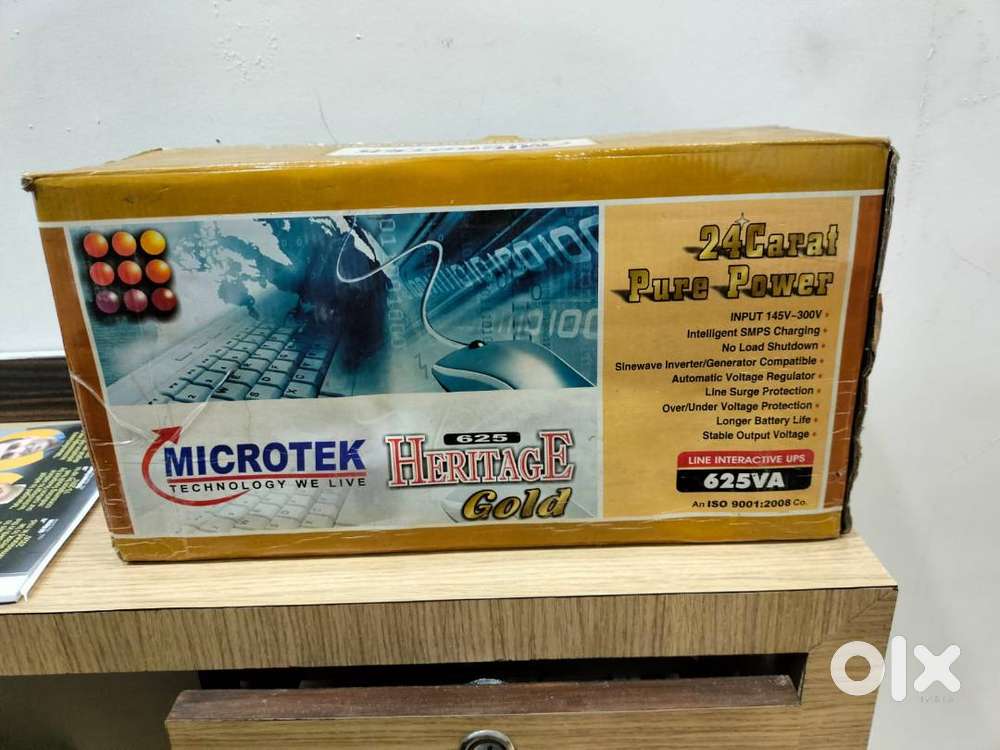 MICROTEK
24Carat
Pure Power
INPUT 145V~300V •
Intelligent SMPS Charging •
No Load Shutdown •
Sinewave Inverter/Generator Compatible •
Automatic Voltage Regulator •
Line Surge Protection •
Over/Under Voltage Protection •
Longer Battery Life •
Stable Output Voltage •
LINE INTERACTIVE UPS
625VA
An ISO 9001:2008 Co.
MICROTEK
TECHNOLOGY WE LIVE
625
HERITAGE
Gold
olx